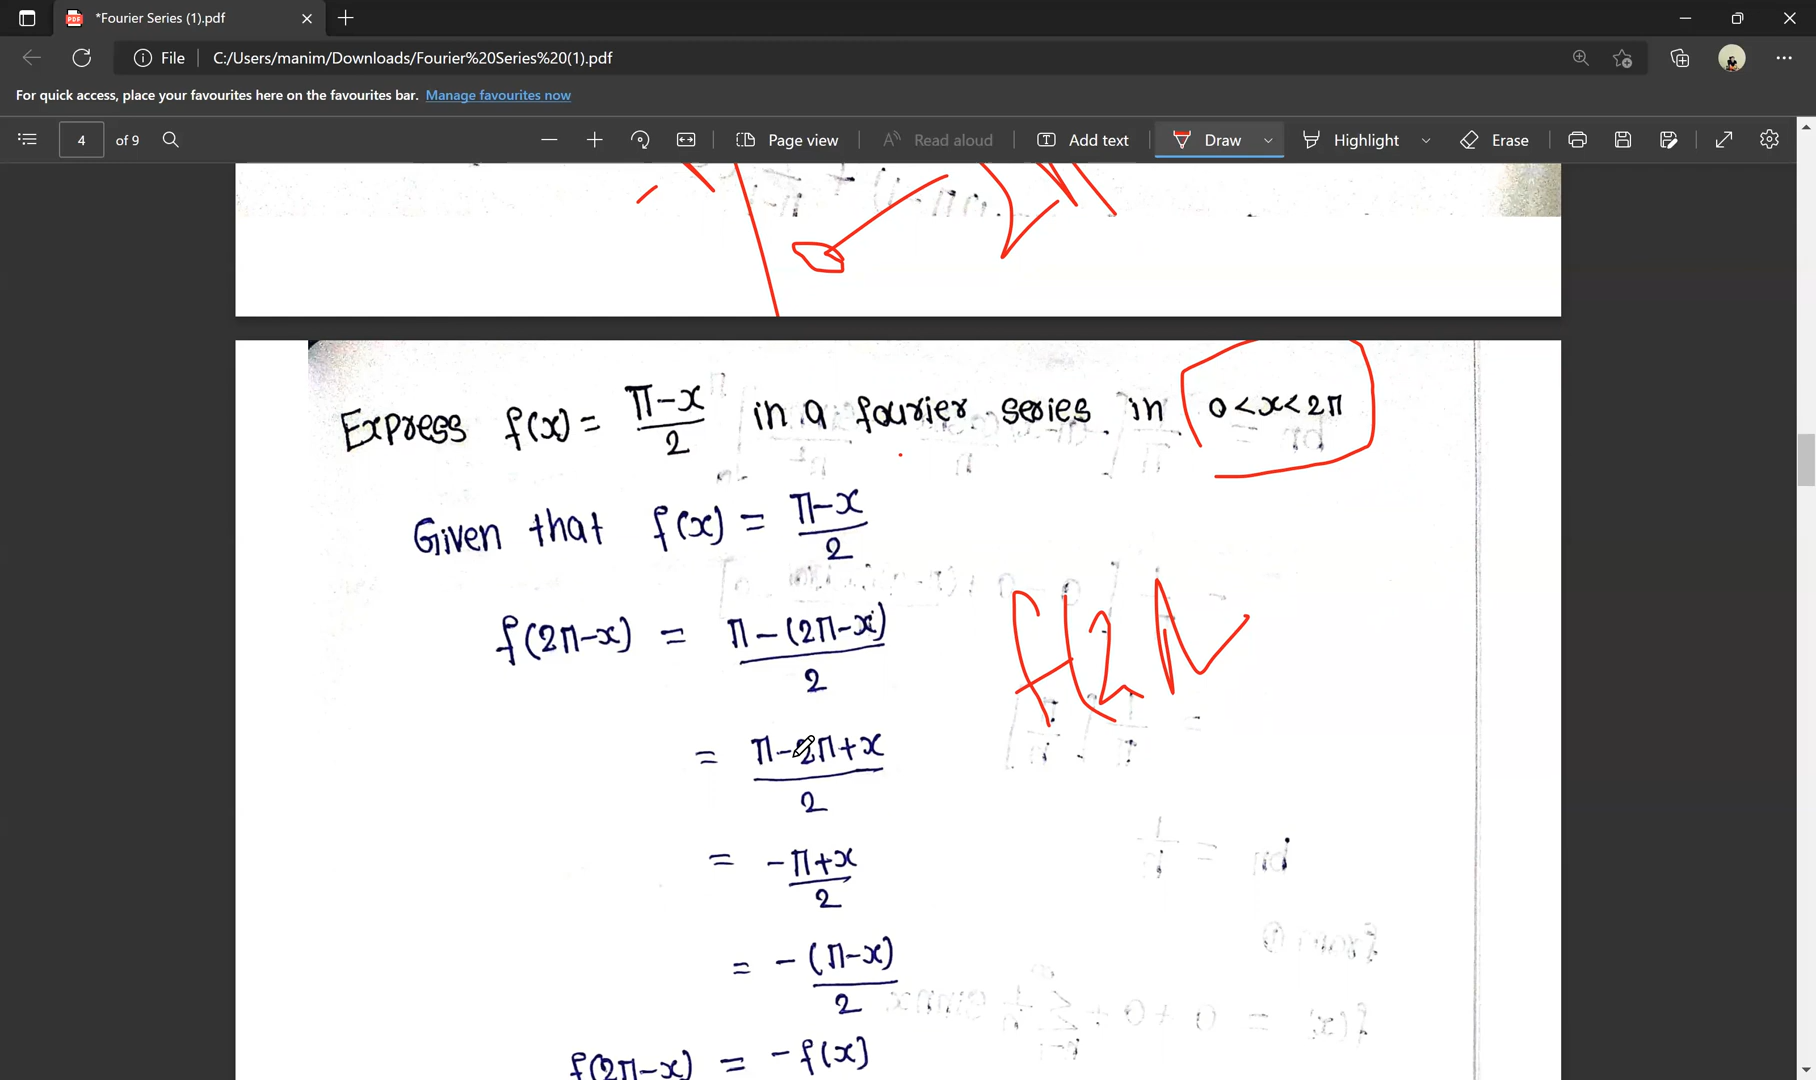 *Fourier Series (1).pdf
File C:/Users/manim/Downloads/Fourier%20Series%20(1).pdf
For quick access, place your favourites here on the favourites bar. Manage favourites now
4 of 9 Page view Read aloud Add text Draw Highlight Erase
Express f(x) = π-x/2 in a fourier series in 0<x<2π
Given that f(x) = π-x/2
f(2π-x) = π-(2π-x)/2
= π-2π+x/2
= -π+x/2
= -(π-x)/2
f(2π-x) = -f(x)